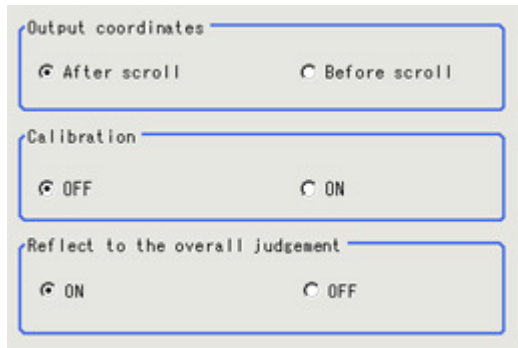 Output coordinates
After scroll Before scroll
Calibration
OFF ON
Reflect to the overall judgement
ON OFF